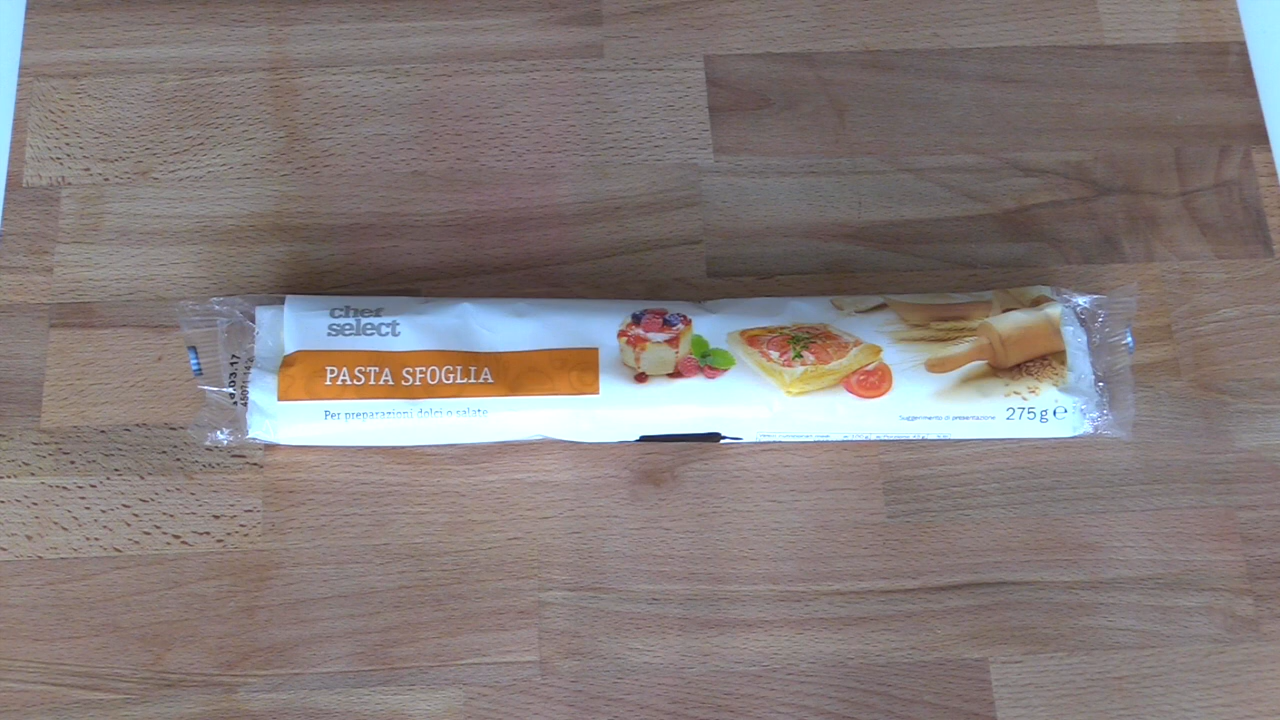 chef
select
PASTA SFOGLIA
Per preparazioni dolci o salate
Suggerimento di presentazione
275g e